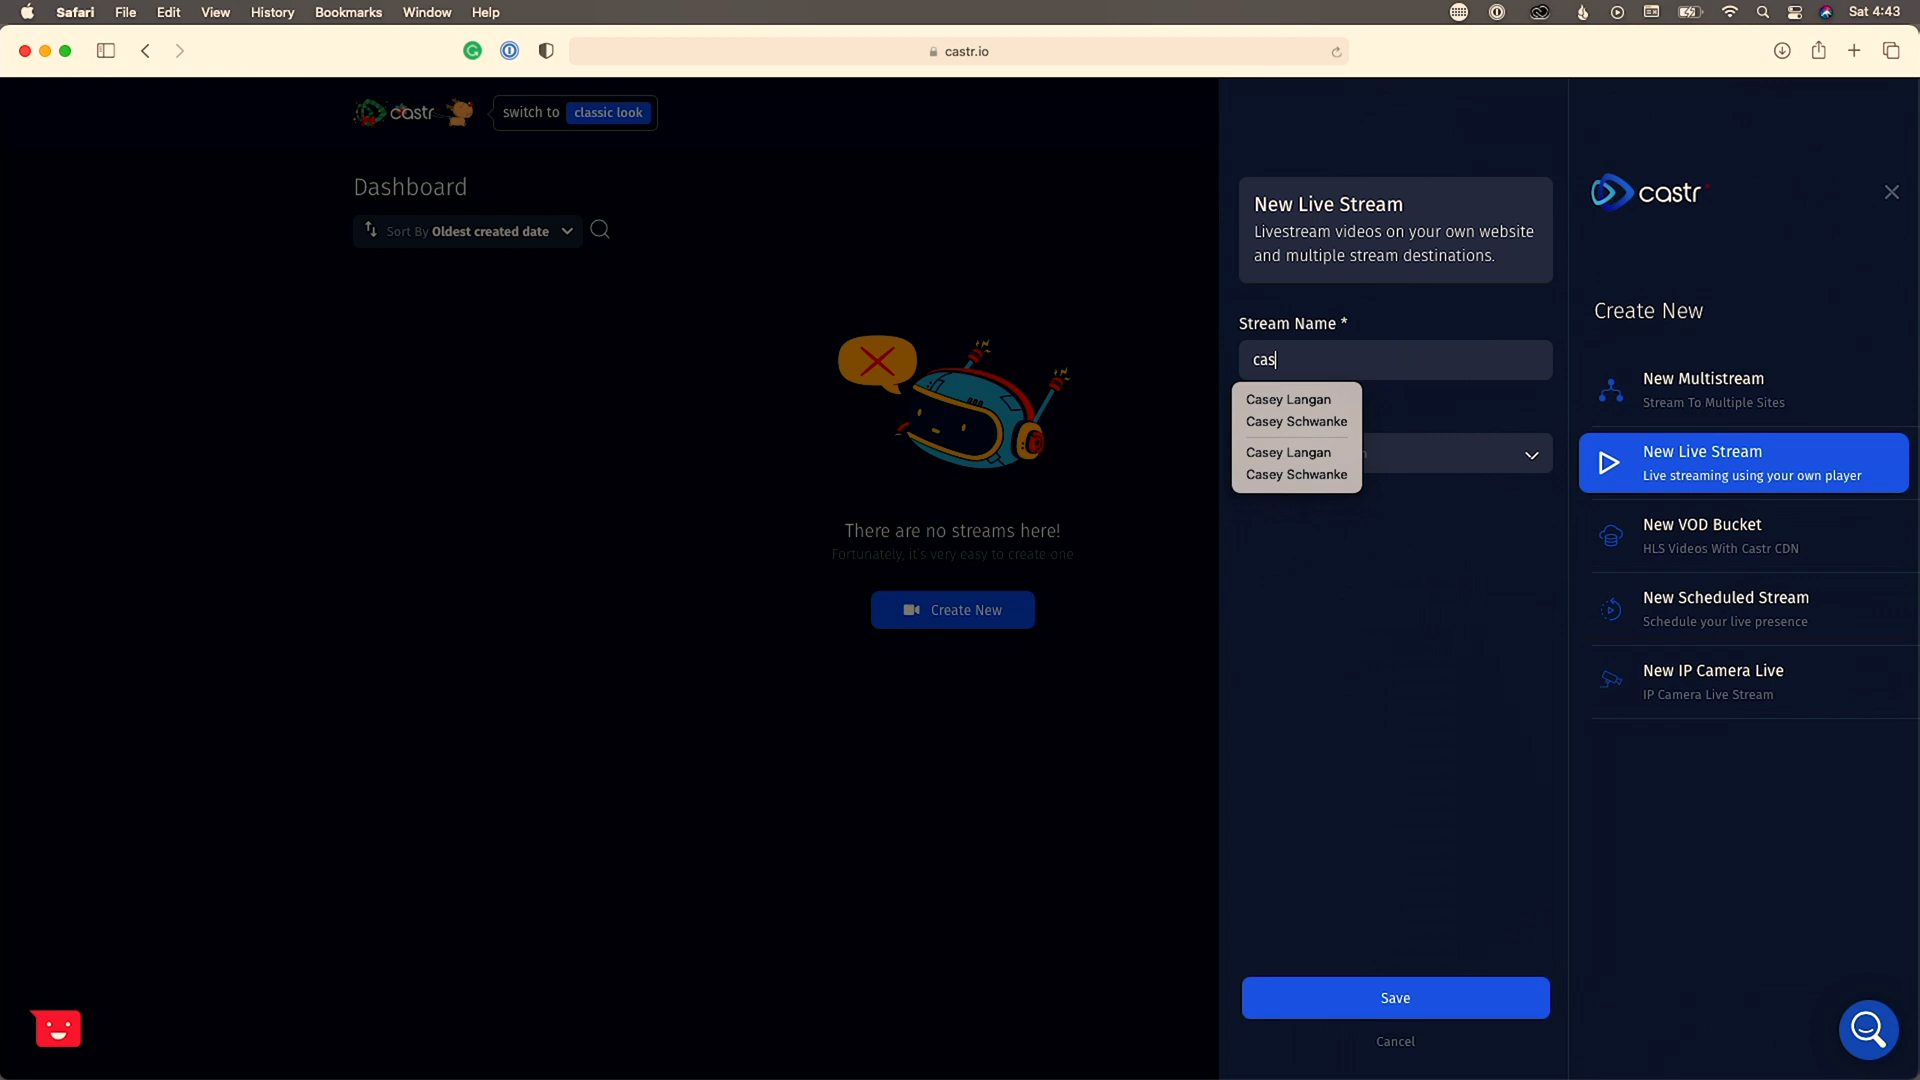 Safari File Edit View History Bookmarks Window Help Sat 4:43
castr.io
castr switch to classic look
Dashboard
Sort By Oldest created date
There are no streams here!
Fortunately, it's very easy to create one
Create New
New Live Stream
Livestream videos on your own website
and multiple stream destinations.
Stream Name *
cas
Casey Langan
Casey Schwanke
Casey Langan
Casey Schwanke
Save
Cancel
castr
Create New
New Multistream
Stream To Multiple Sites
New Live Stream
Live streaming using your own player
New VOD Bucket
HLS Videos With Castr CDN
New Scheduled Stream
Schedule your live presence
New IP Camera Live
IP Camera Live Stream